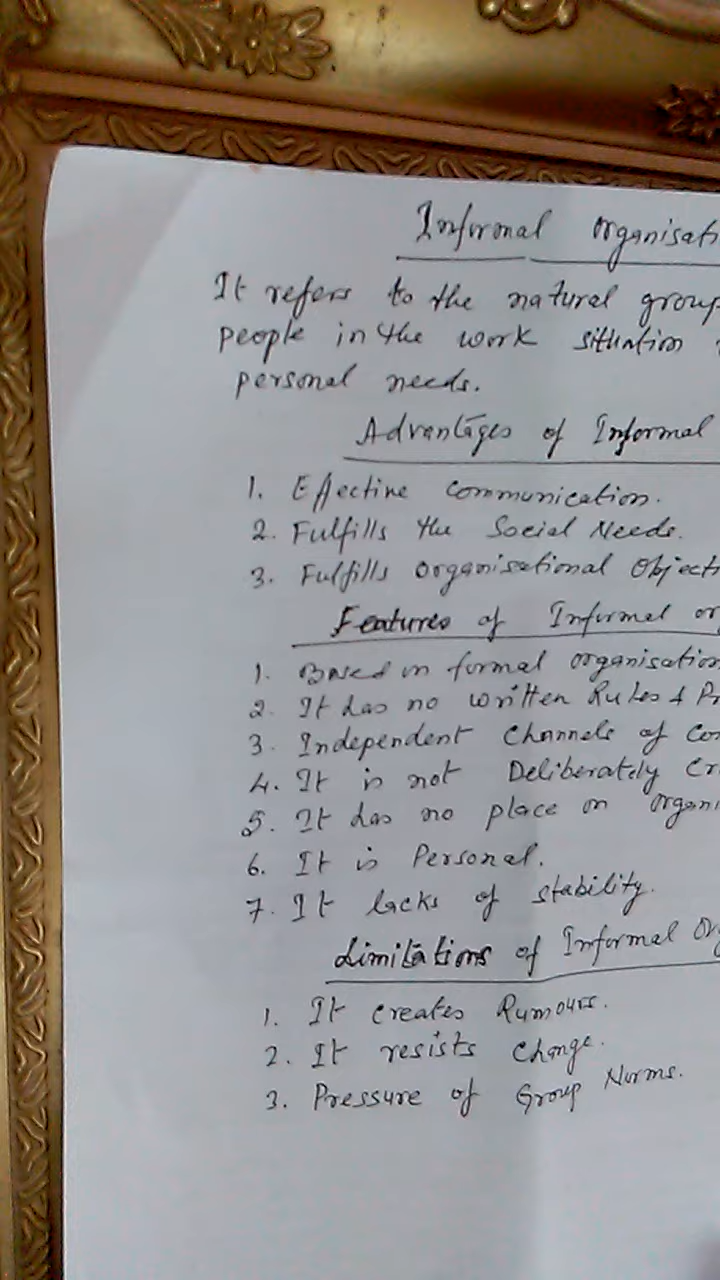 Informal organisati
It refers to the natural group
people in the work situation
personal needs.
Advantages of Informal
1. Effective Communication.
2. Fulfills the Social Needs.
3. Fulfills organisational Objecti
Features of Informal or
1. Based on formal organisation
2. It has no written Rules & Pr
3. Independent Channels of Com
4. It is not Deliberately Cr
5. It has no place on organi
6. It is Personal.
7. It lacks of stability.
Limitations of Informal Org
1. It creates Rumours.
2. It resists Change.
3. Pressure of Group Norms.